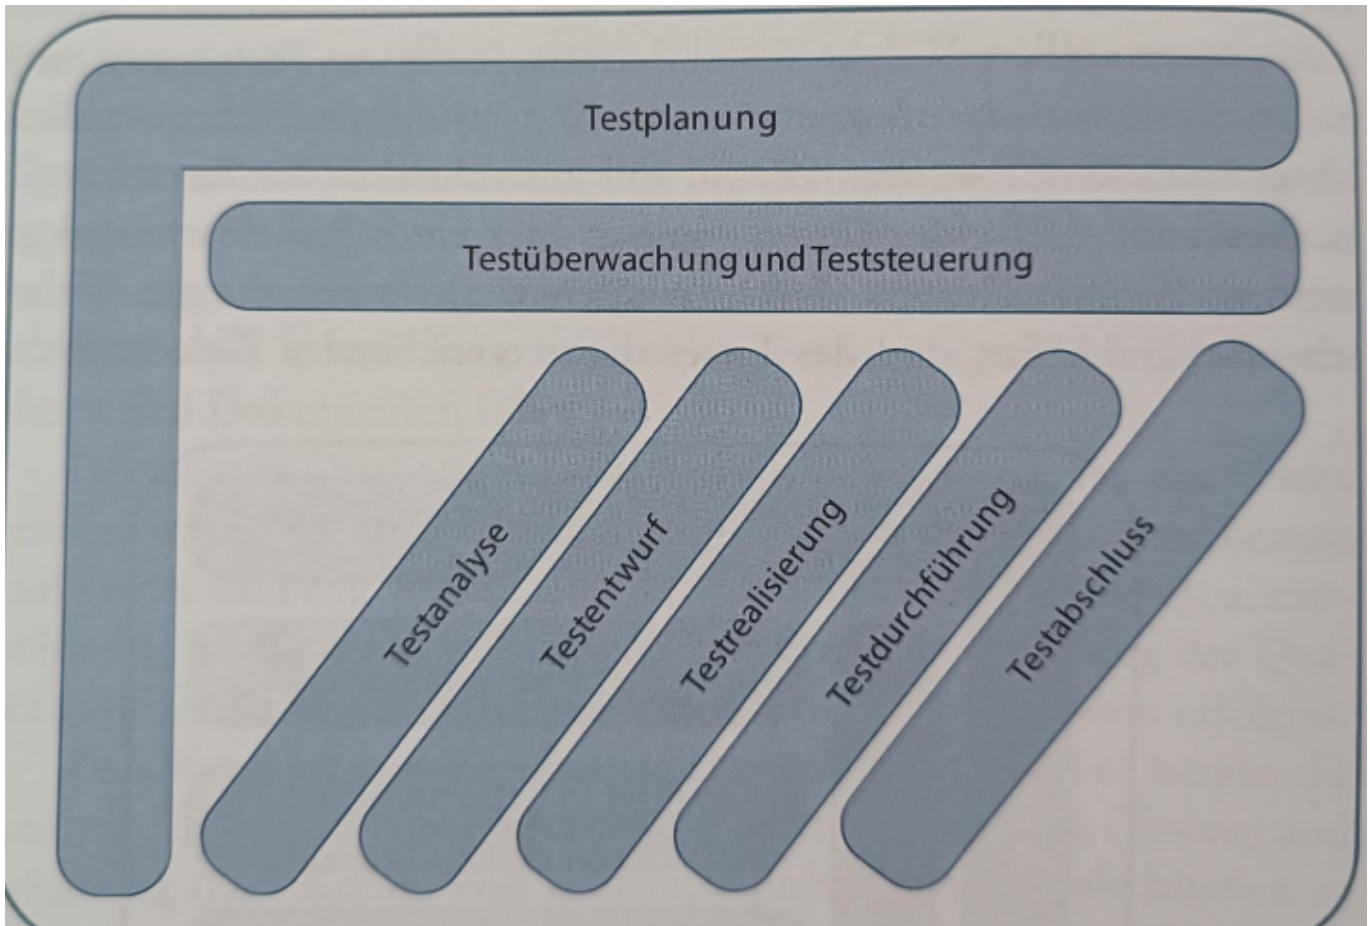 Testplanung
Testüberwachung und Teststeuerung
Testanalyse
Testentwurf
Testrealisierung
Testdurchführung
Testabschluss